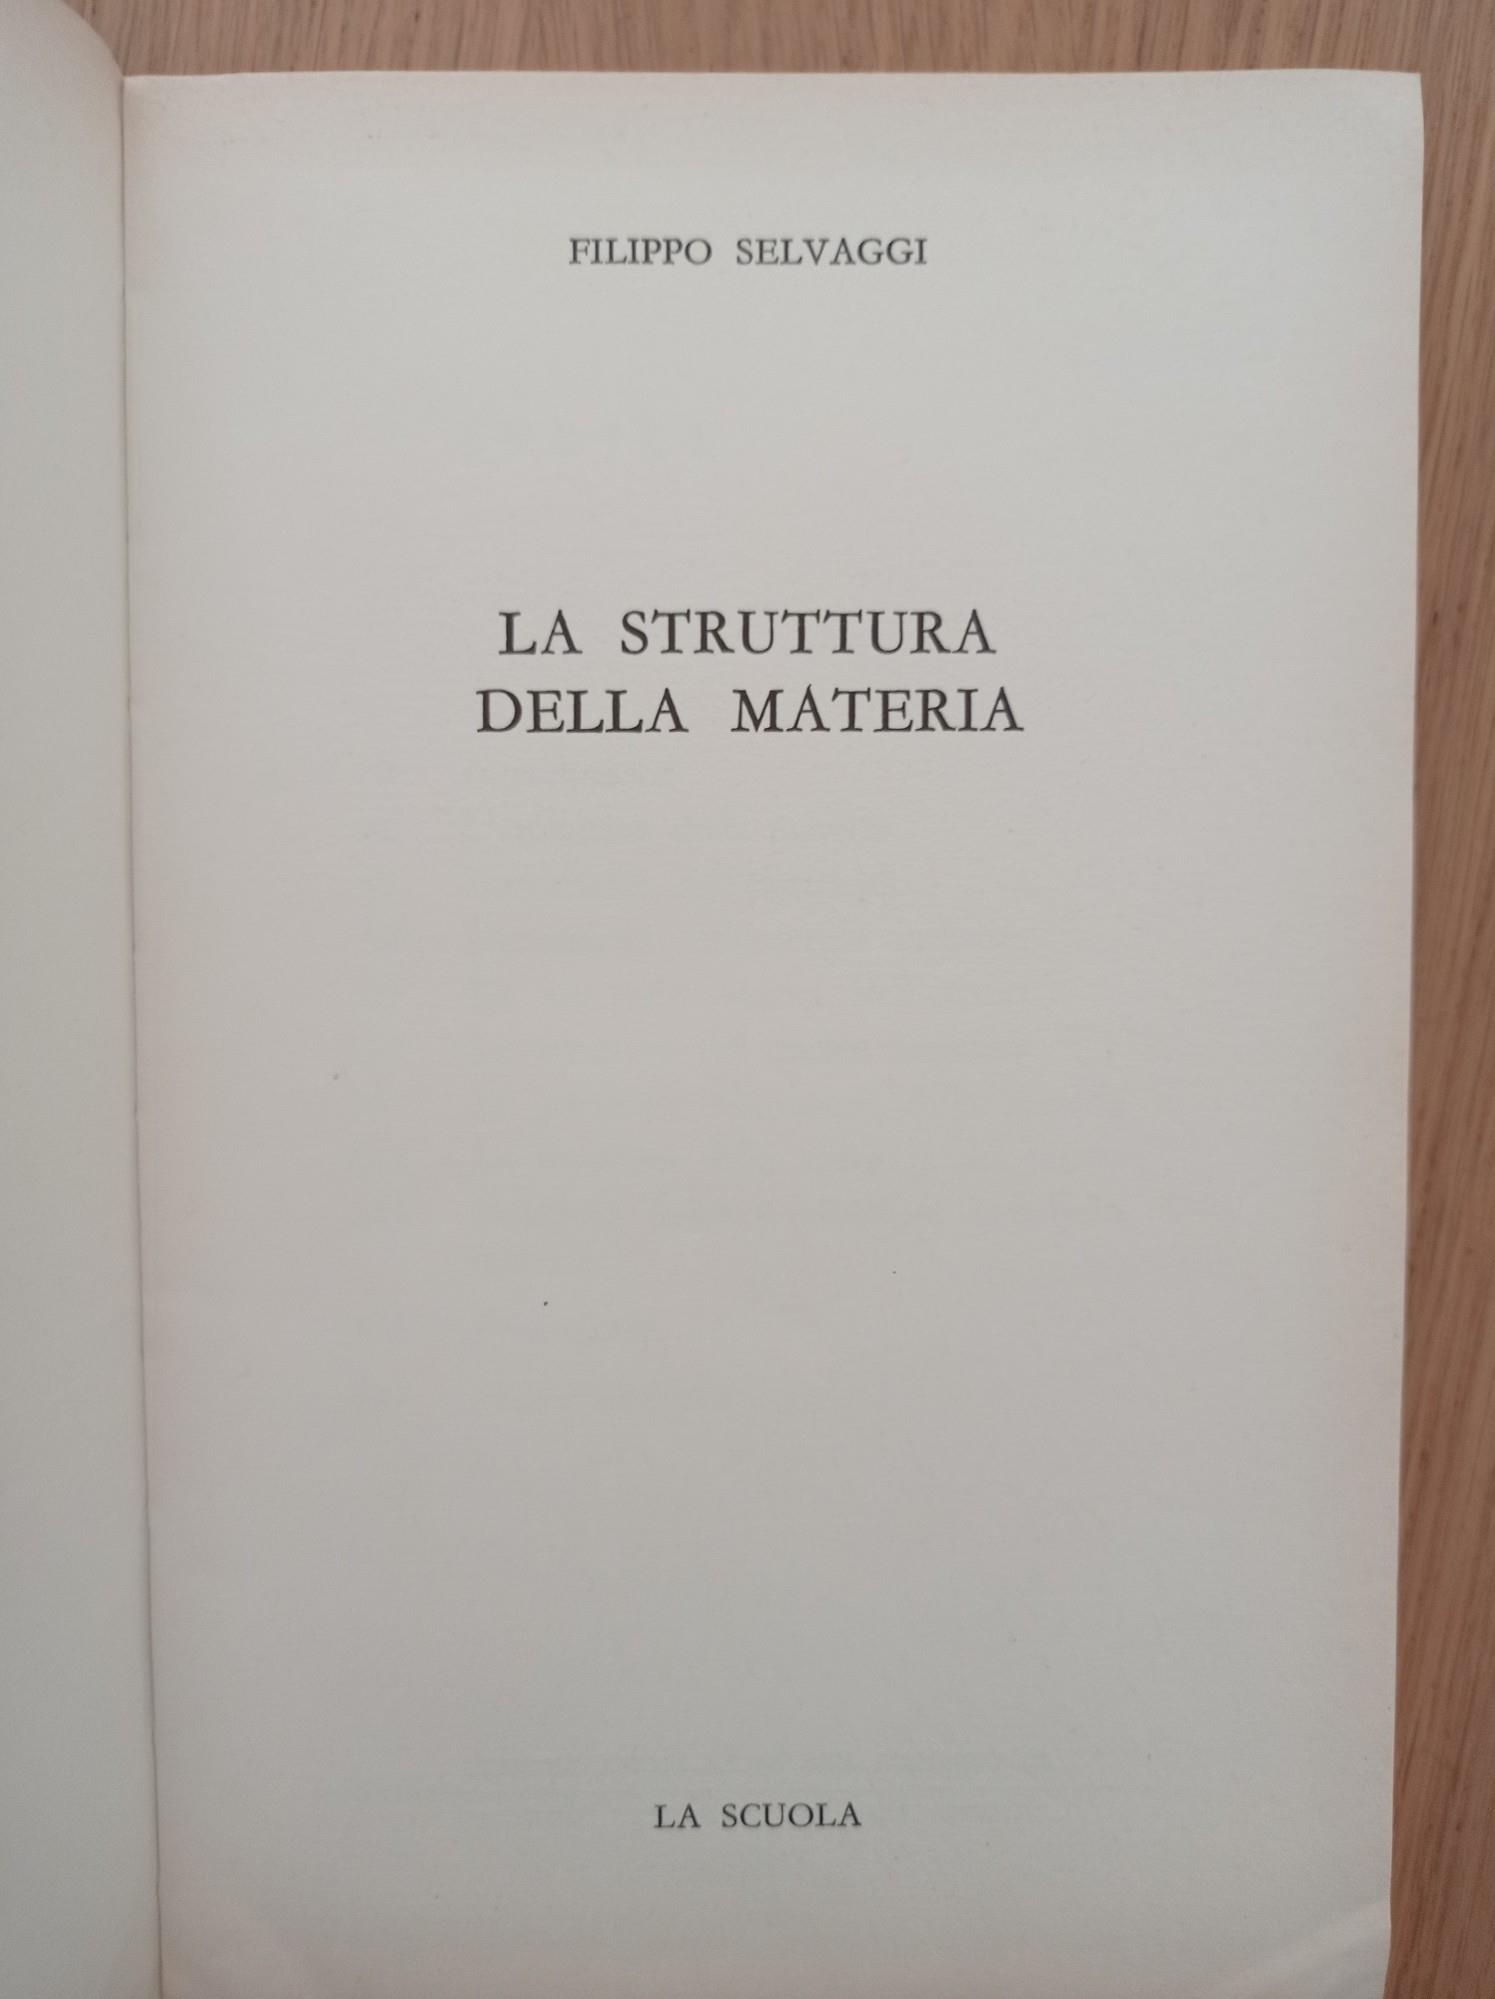 FILIPPO SELVAGGI
LA STRUTTURA
DELLA MATERIA
LA SCUOLA